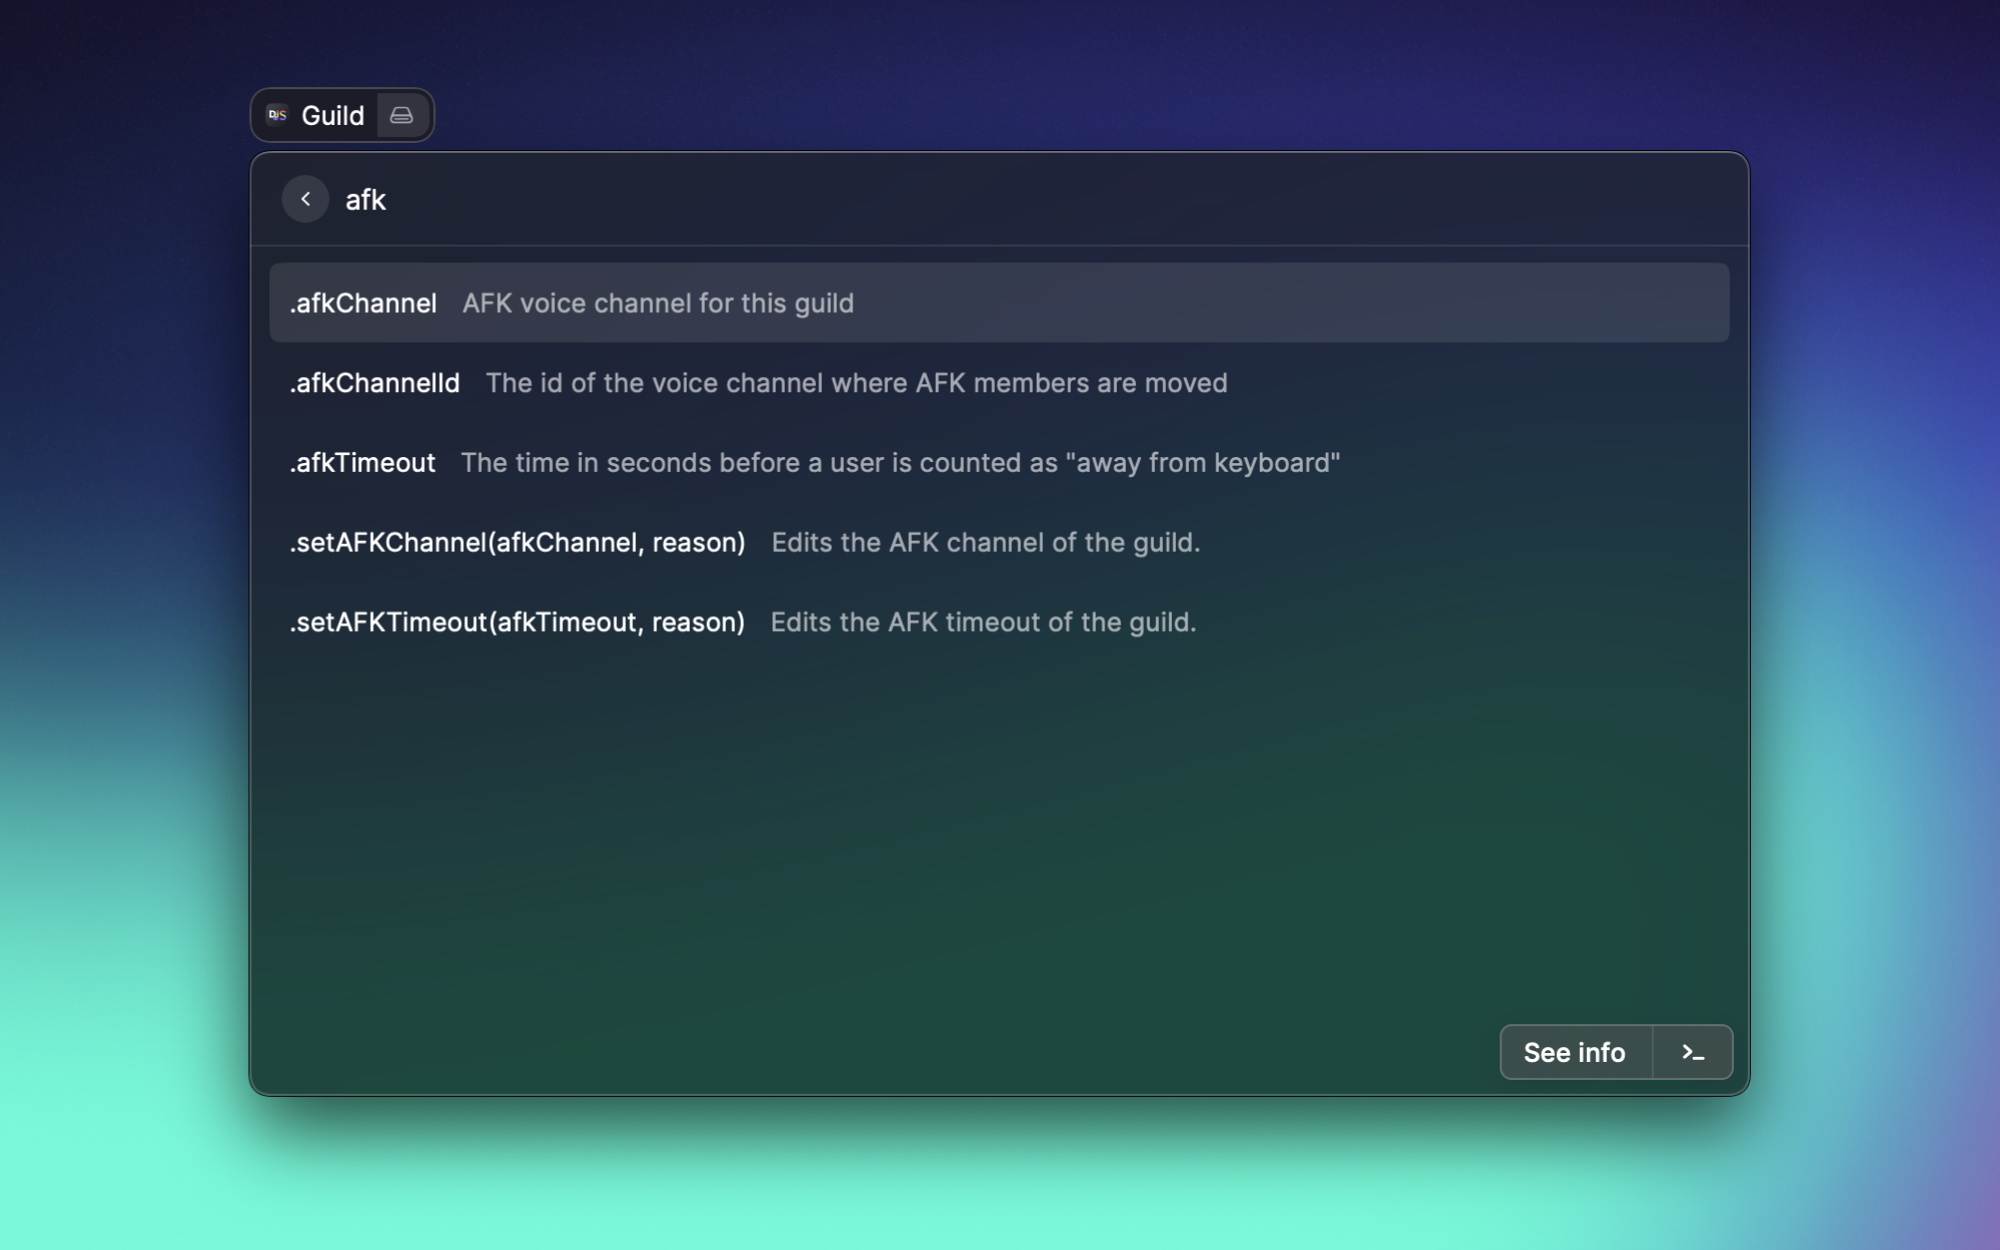 DJS Guild
afk
.afkChannel AFK voice channel for this guild
.afkChannelId The id of the voice channel where AFK members are moved
.afkTimeout The time in seconds before a user is counted as "away from keyboard"
.setAFKChannel(afkChannel, reason) Edits the AFK channel of the guild.
.setAFKTimeout(afkTimeout, reason) Edits the AFK timeout of the guild.
See info >_